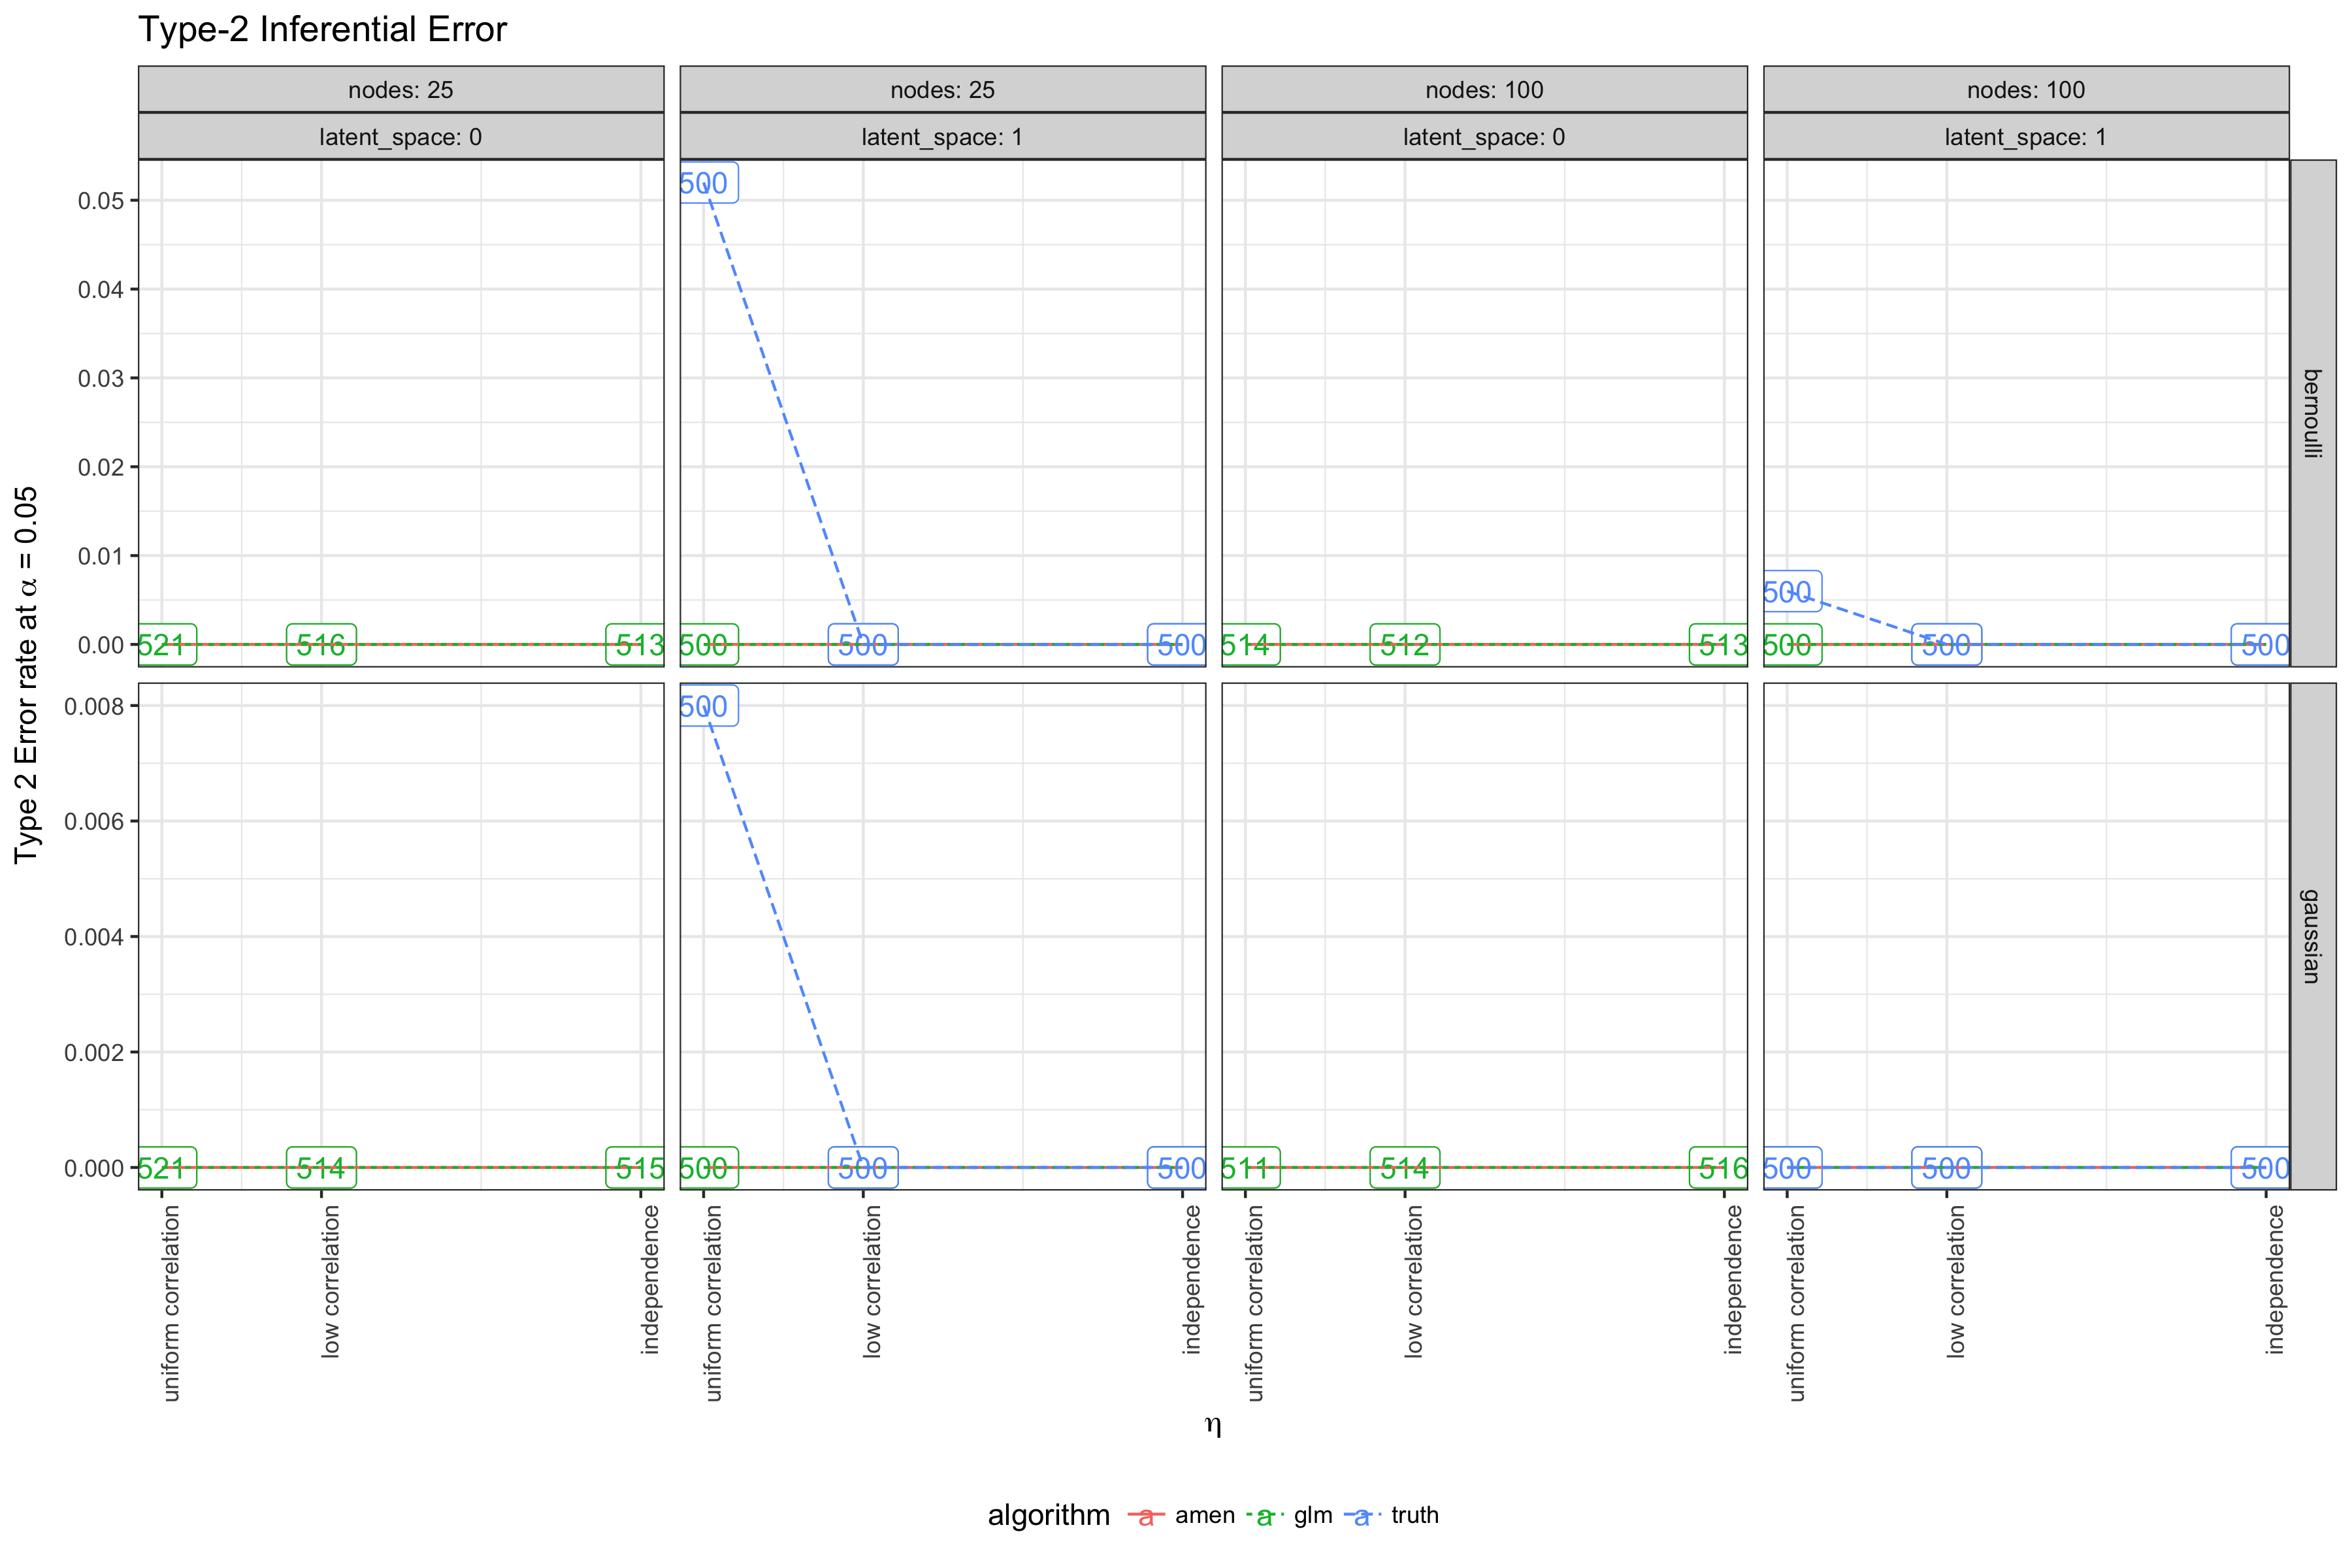 Type-2 Inferential Error
nodes: 25
nodes: 25
nodes: 100
nodes: 100
latent_space: 0
latent_space: 1
latent_space: 0
latent_space: 1
Type 2 Error rate at α = 0.05
0.05
0.04
0.03
0.02
0.01
0.00
521
516
513
500
500
500
500
514
512
513
500
500
500
500
bernoulli
0.008
0.006
0.004
0.002
0.000
521
514
515
500
500
500
500
511
514
516
500
500
500
gaussian
uniform correlation
low correlation
independence
uniform correlation
low correlation
independence
uniform correlation
low correlation
independence
uniform correlation
low correlation
independence
η
algorithm a amen a glm a truth